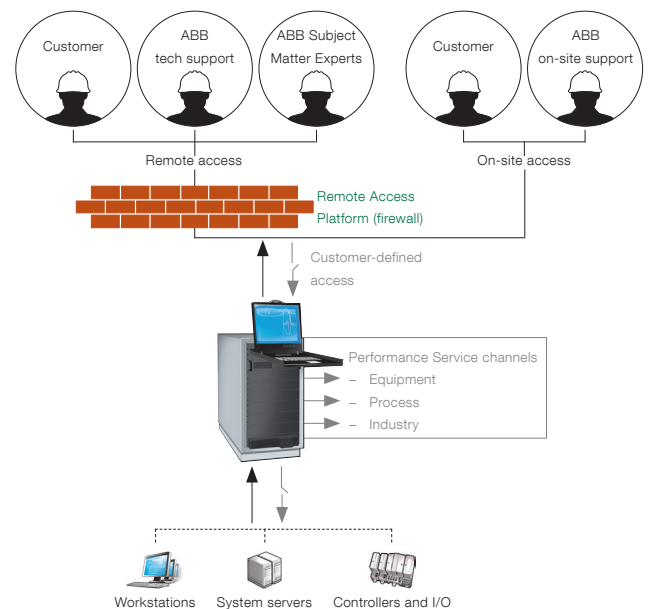 Customer
ABB
tech support
ABB Subject
Matter Experts
Customer
ABB
on-site support
Remote access
On-site access
Remote Access
Platform (firewall)
Customer-defined
access
Performance Service channels
– Equipment
– Process
– Industry
Workstations
System servers
Controllers and I/O